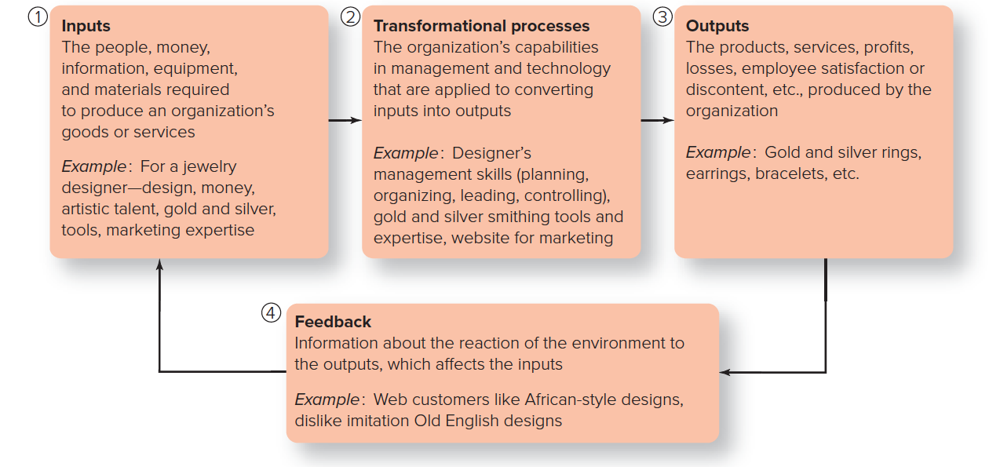 ①
Inputs
The people, money,
information, equipment,
and materials required
to produce an organization’s
goods or services
Example: For a jewelry
designer—design, money,
artistic talent, gold and silver,
tools, marketing expertise
②
Transformational processes
The organization’s capabilities
in management and technology
that are applied to converting
inputs into outputs
Example: Designer’s
management skills (planning,
organizing, leading, controlling),
gold and silver smithing tools and
expertise, website for marketing
③
Outputs
The products, services, profits,
losses, employee satisfaction or
discontent, etc., produced by the
organization
Example: Gold and silver rings,
earrings, bracelets, etc.
④
Feedback
Information about the reaction of the environment to
the outputs, which affects the inputs
Example: Web customers like African-style designs,
dislike imitation Old English designs